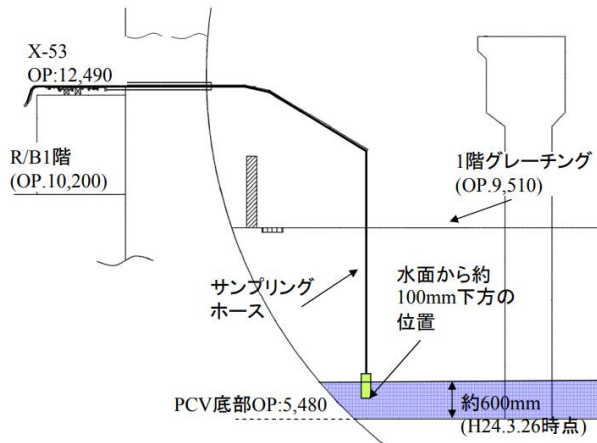 X-53
OP:12,490
R/B1階
(OP.10,200)
1階グレーチング
(OP.9,510)
サンプリング
ホース
水面から約
100mm下方の
位置
PCV底部OP:5,480
約600mm
(H24.3.26時点)